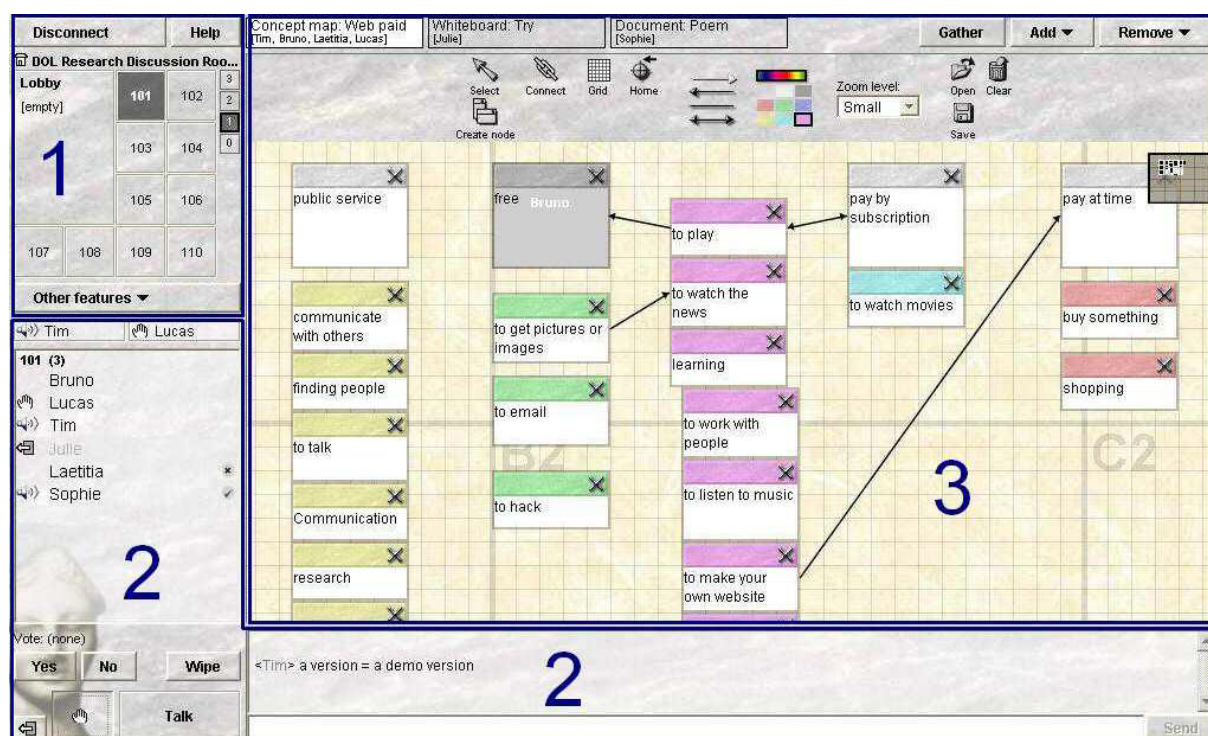 Disconnect
Help
DOL Research Discussion Roo...
Lobby
[empty]
101
102
103
104
105
106
107
108
109
110
3
2
1
0
1
Other features
Tim
Lucas
101 (3)
Bruno
Lucas
Tim
Julie
Laetitia
Sophie
2
Vote: (none)
Yes
No
Wipe
Talk
Concept map: Web paid
[Tim, Bruno, Laetitia, Lucas]
Whiteboard: Try
[Julie]
Document: Poem
[Sophie]
Gather
Add
Remove
Select
Connect
Grid
Home
Create node
Zoom level:
Small
Open
Clear
Save
public service
communicate
with others
finding people
to talk
Communication
research
free
Bruno
to get pictures or
images
to email
B2
to hack
to play
to watch the
news
learning
to work with
people
to listen to music
to make your
own website
pay by
subscription
to watch movies
pay at time
buy something
shopping
C2
3
<Tim> a version = a demo version
2
Send